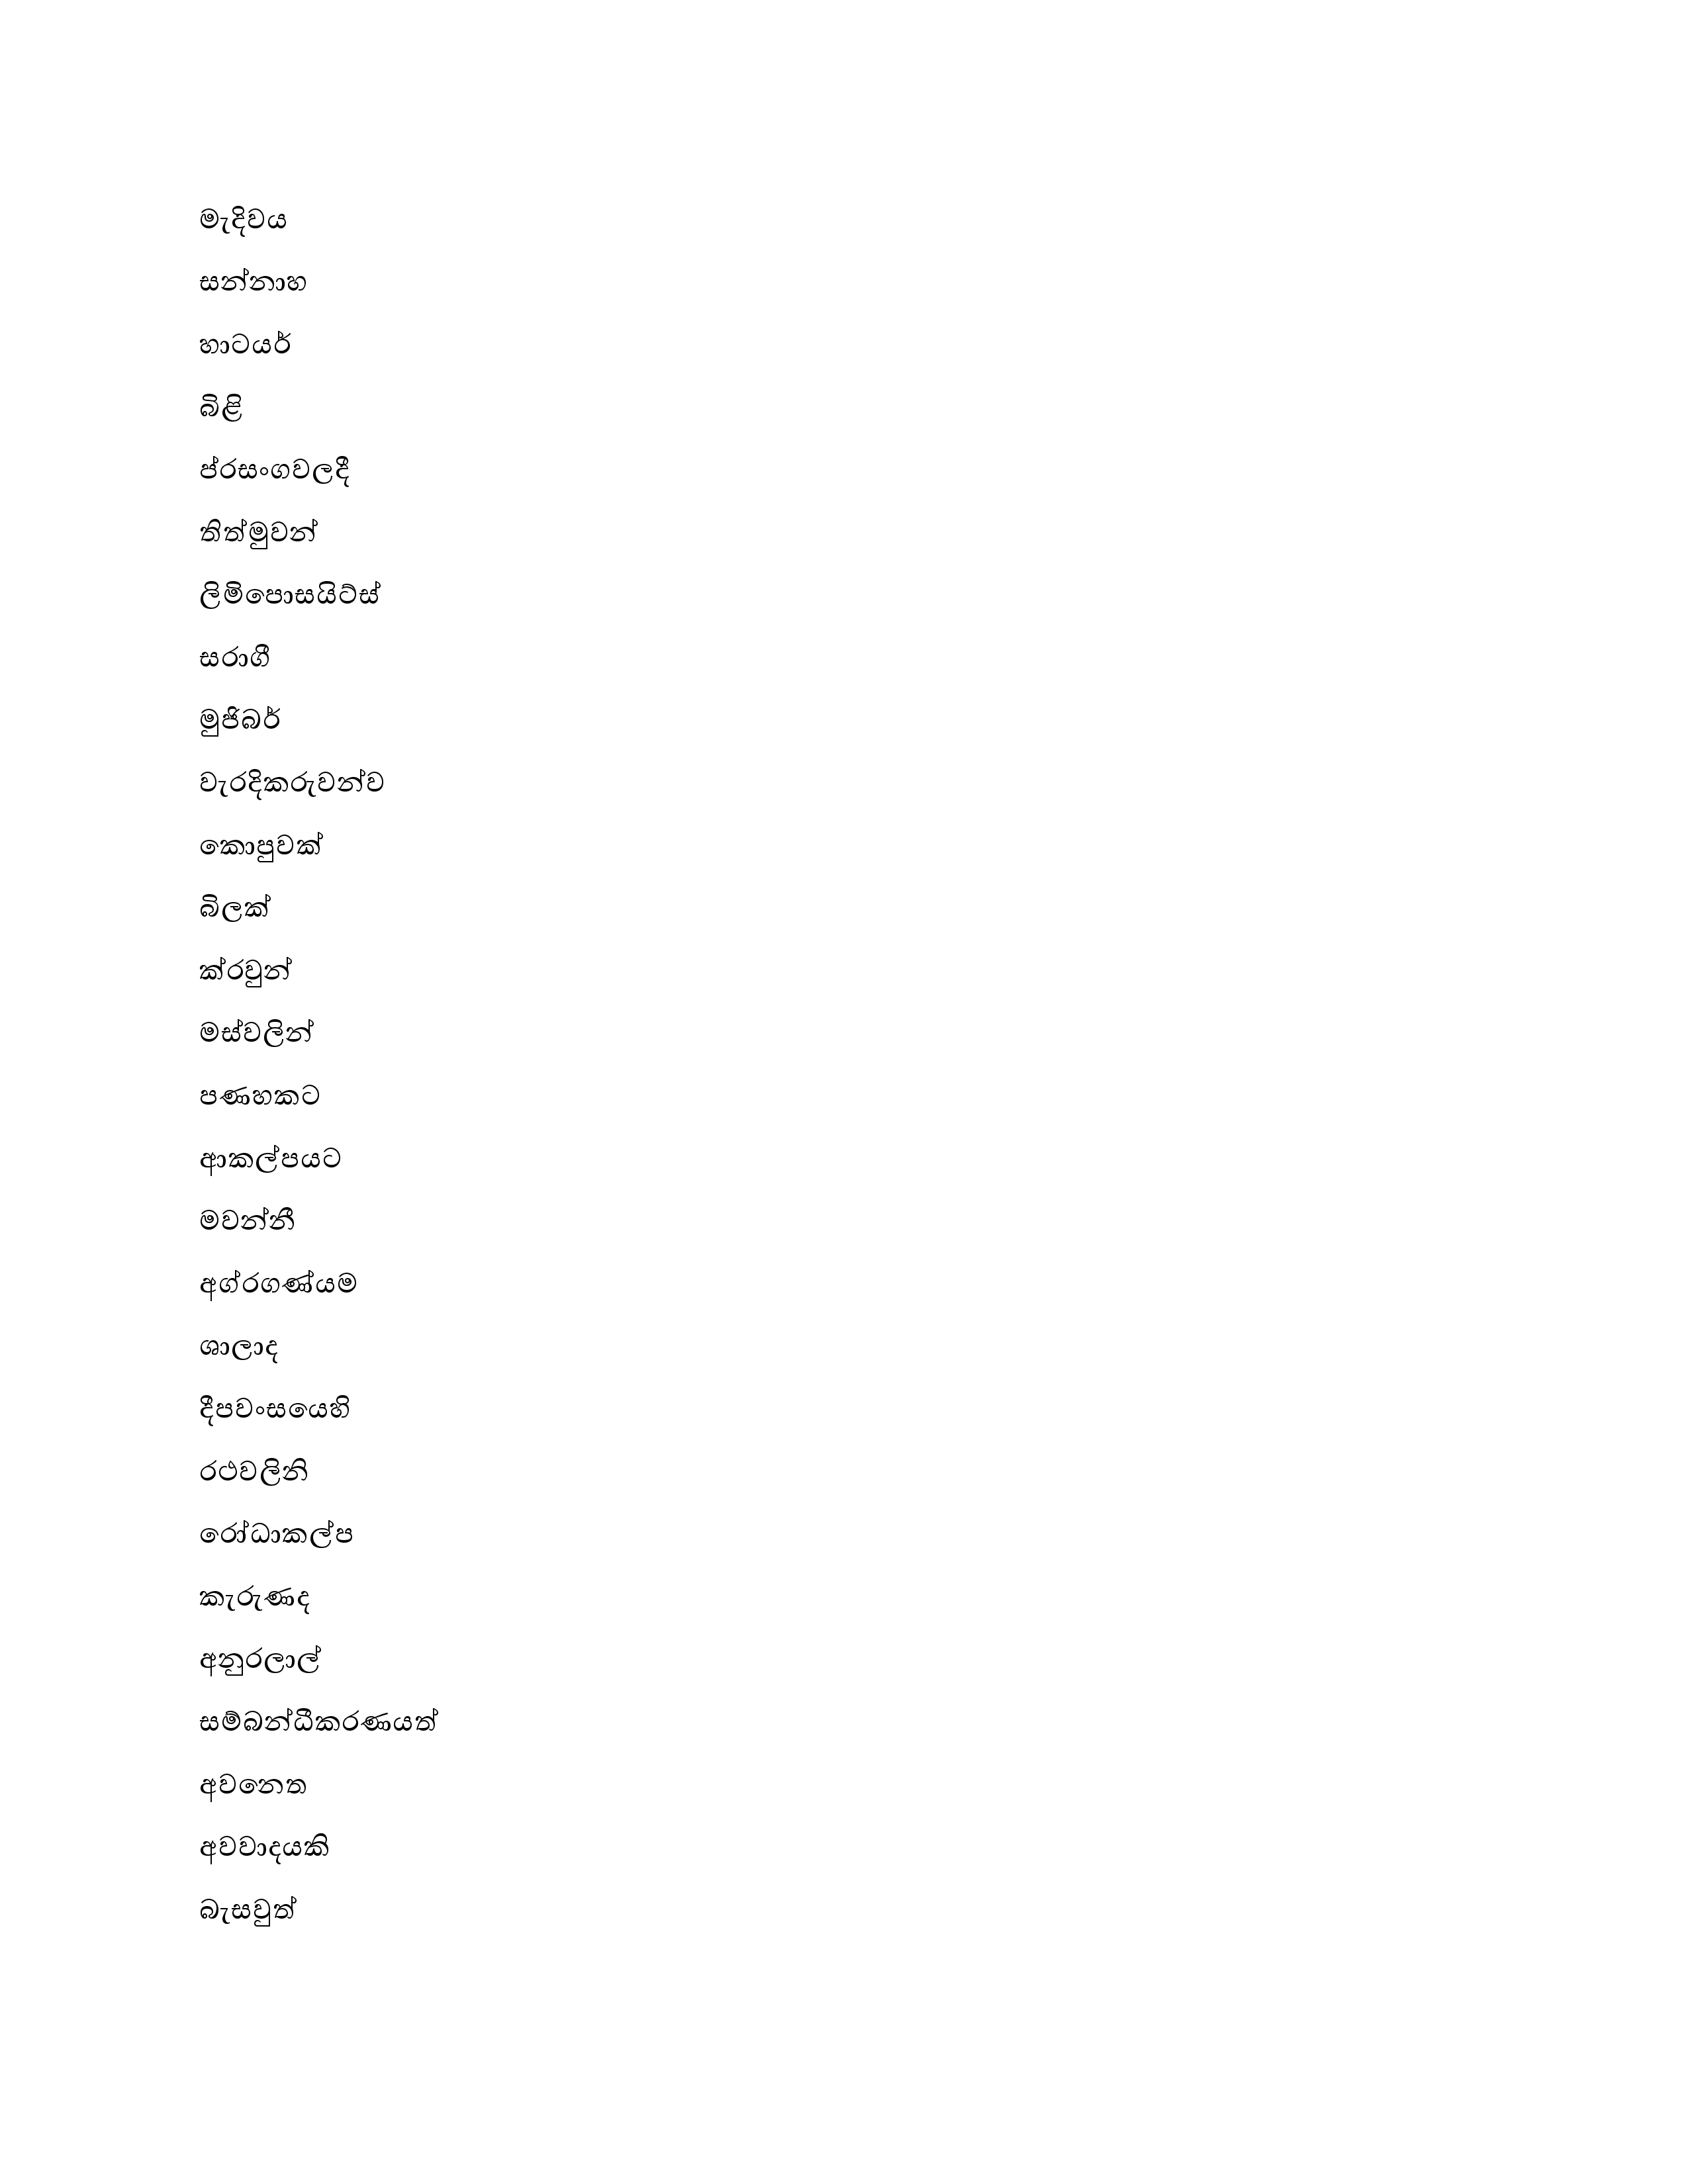 මැදිවය
සන්නාහ
හාටයර්
බිළි
ප්රසංගවලදී
තිත්මුවන්
ලිම්පොසයිට්ස්
සරාගී
මුජිබර්
වැරදිකරුවන්ව
කොපුවක්
බිලක්
ක්රවුන්
මස්වලින්
පණහකට
ආකල්පයට
මවන්නී
අග්රගණ්යම
ශාලාද
දීපවංසයෙහි
රථවලිනි
රෝධාකල්ප
කැරුණද
අනුරලාල්
සම්බන්ධීකරණයත්
අවනෙත
අවවාදයකි
බැසවුත්